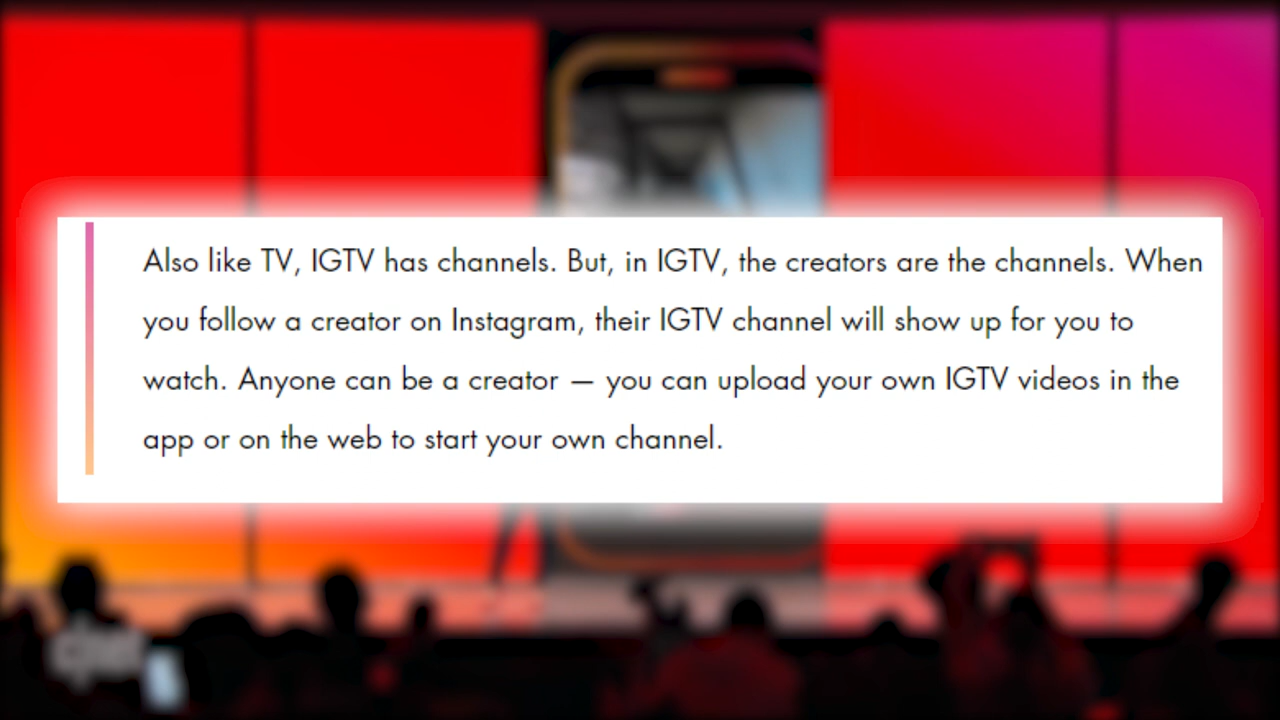 Also like TV, IGTV has channels. But, in IGTV, the creators are the channels. When
you follow a creator on Instagram, their IGTV channel will show up for you to
watch. Anyone can be a creator — you can upload your own IGTV videos in the
app or on the web to start your own channel.